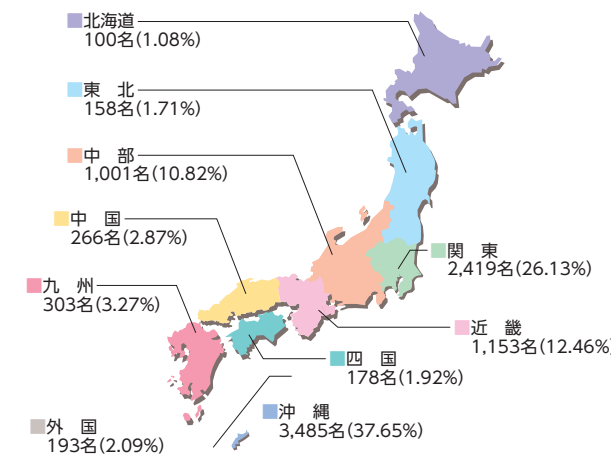 北海道
100名(1.08%)
東　北
158名(1.71%)
中　部
1,001名(10.82%)
中　国
266名(2.87%)
関　東
2,419名(26.13%)
九　州
303名(3.27%)
近　畿
1,153名(12.46%)
四　国
178名(1.92%)
沖　縄
3,485名(37.65%)
外　国
193名(2.09%)